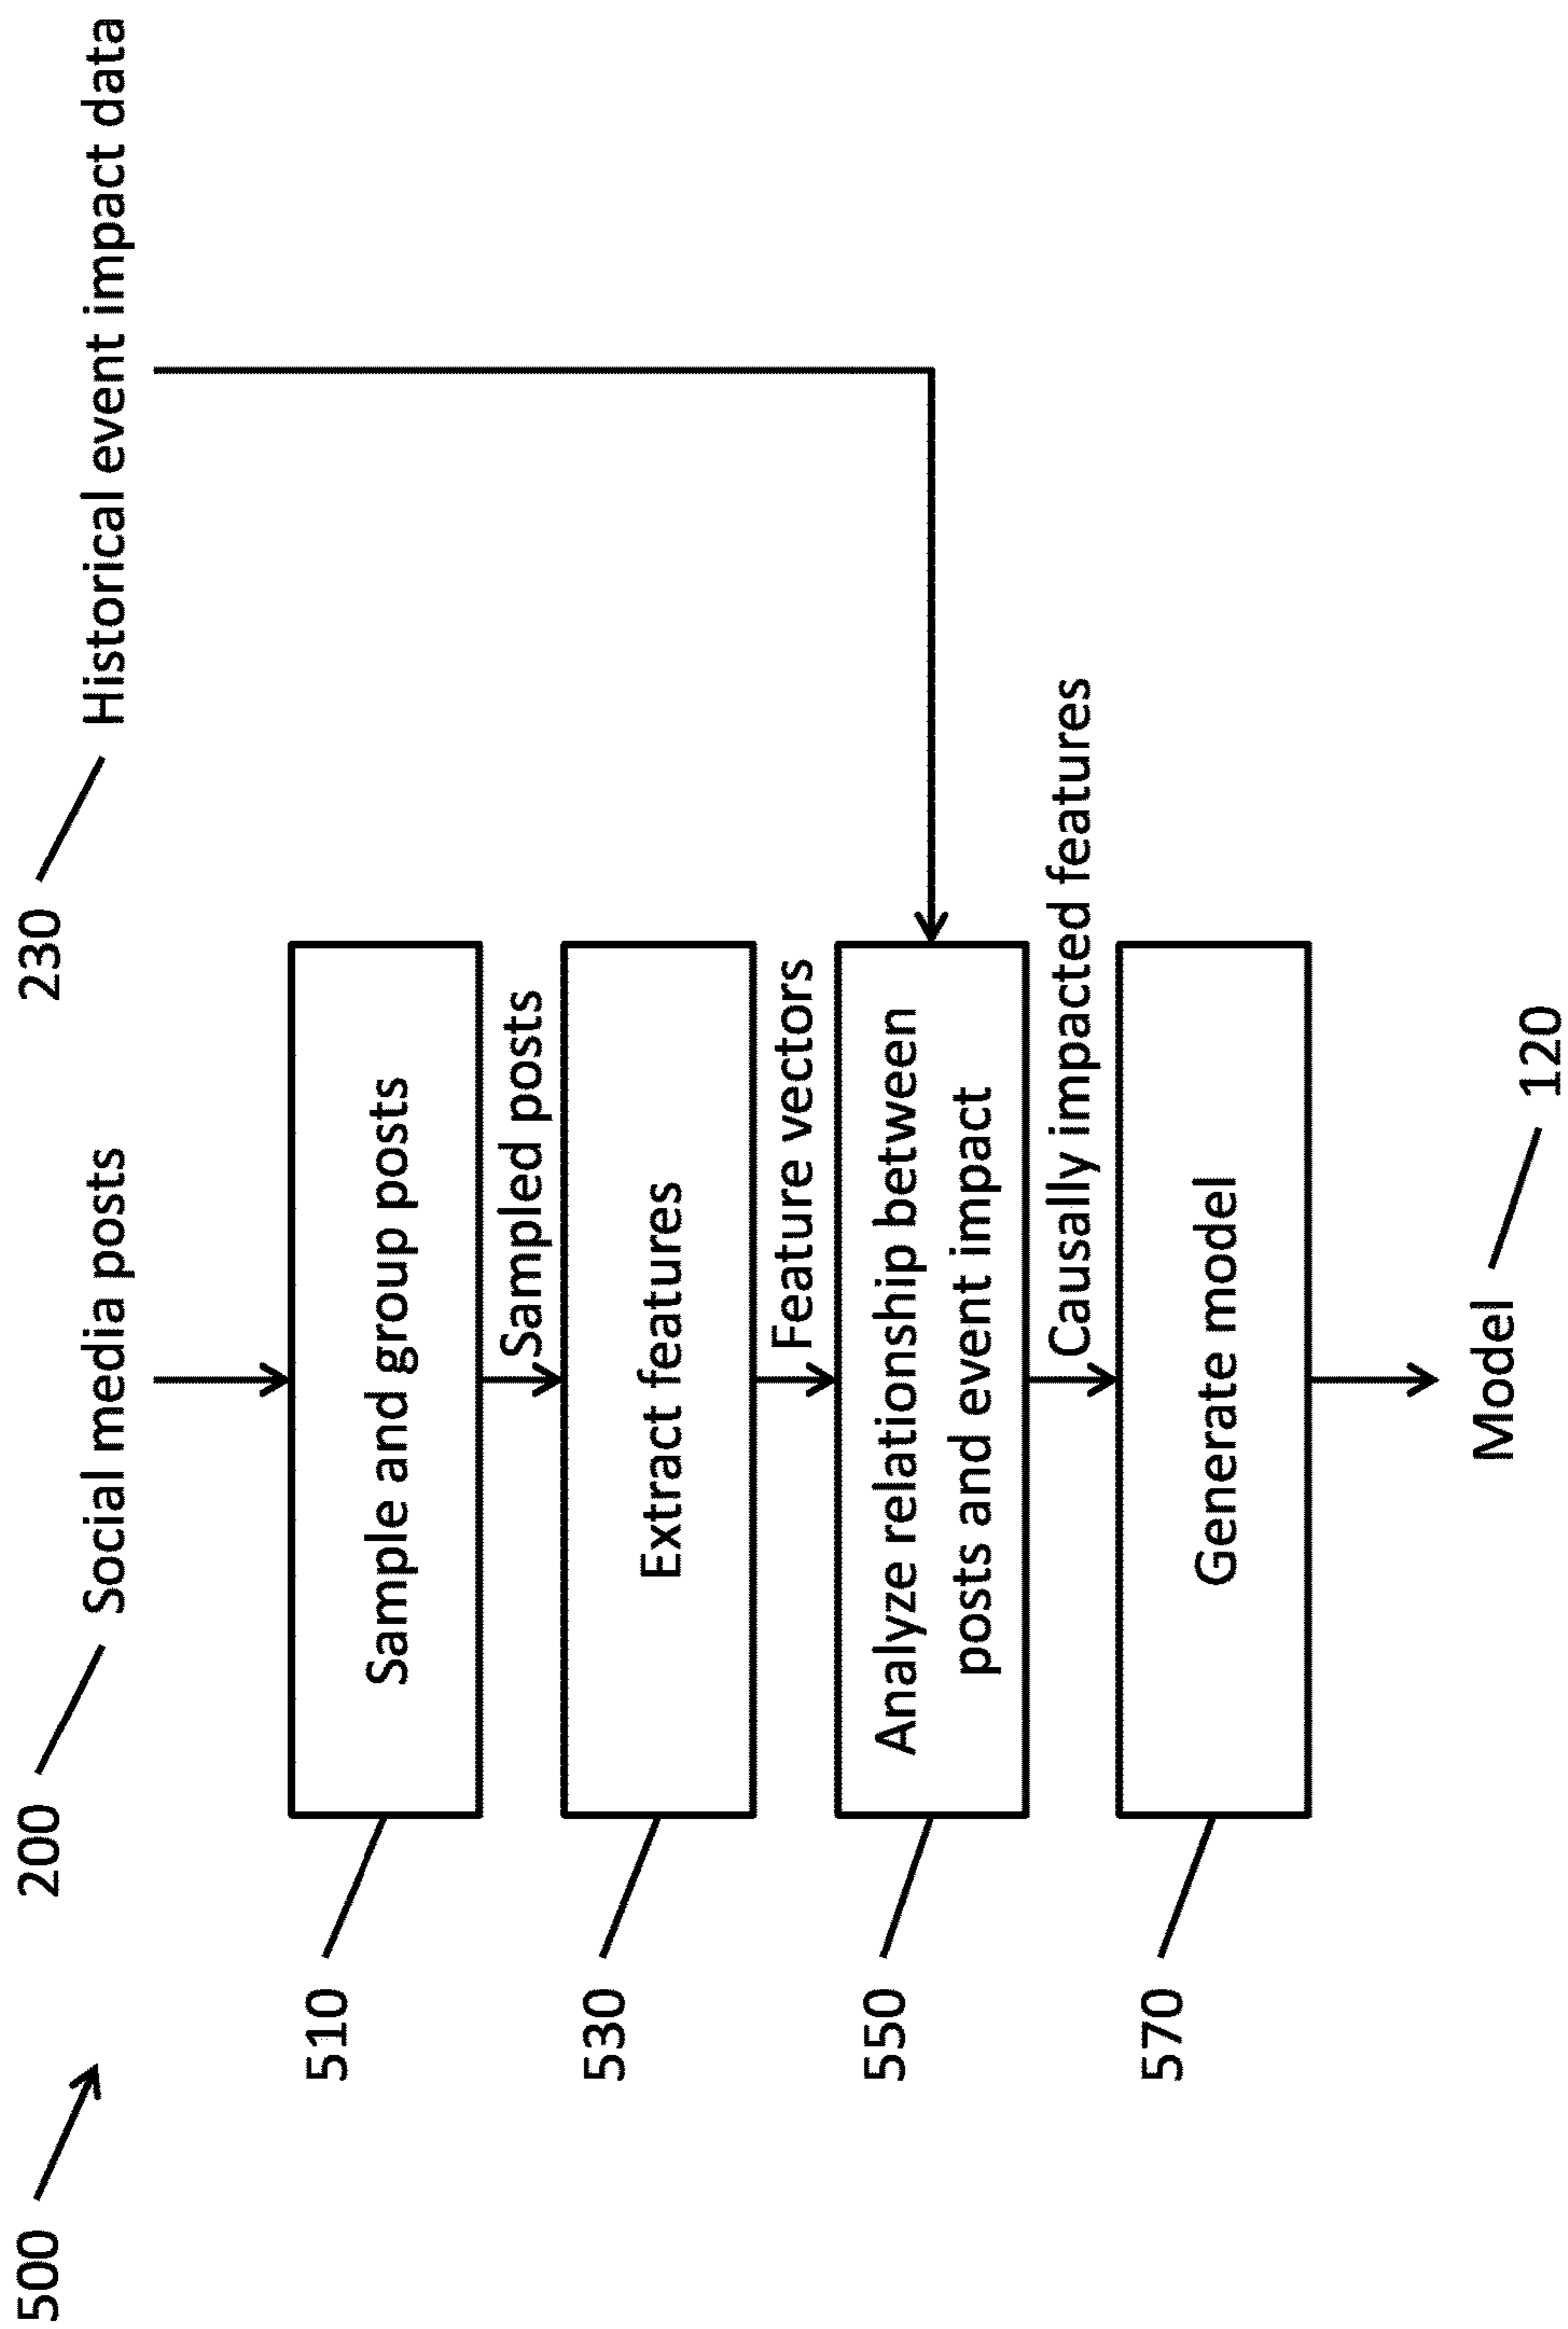 500
200
Social media posts
230
Historical event impact data
510
Sample and group posts
Sampled posts
530
Extract features
Feature vectors
550
Analyze relationship between
posts and event impact
Causally impacted features
570
Generate model
Model
120